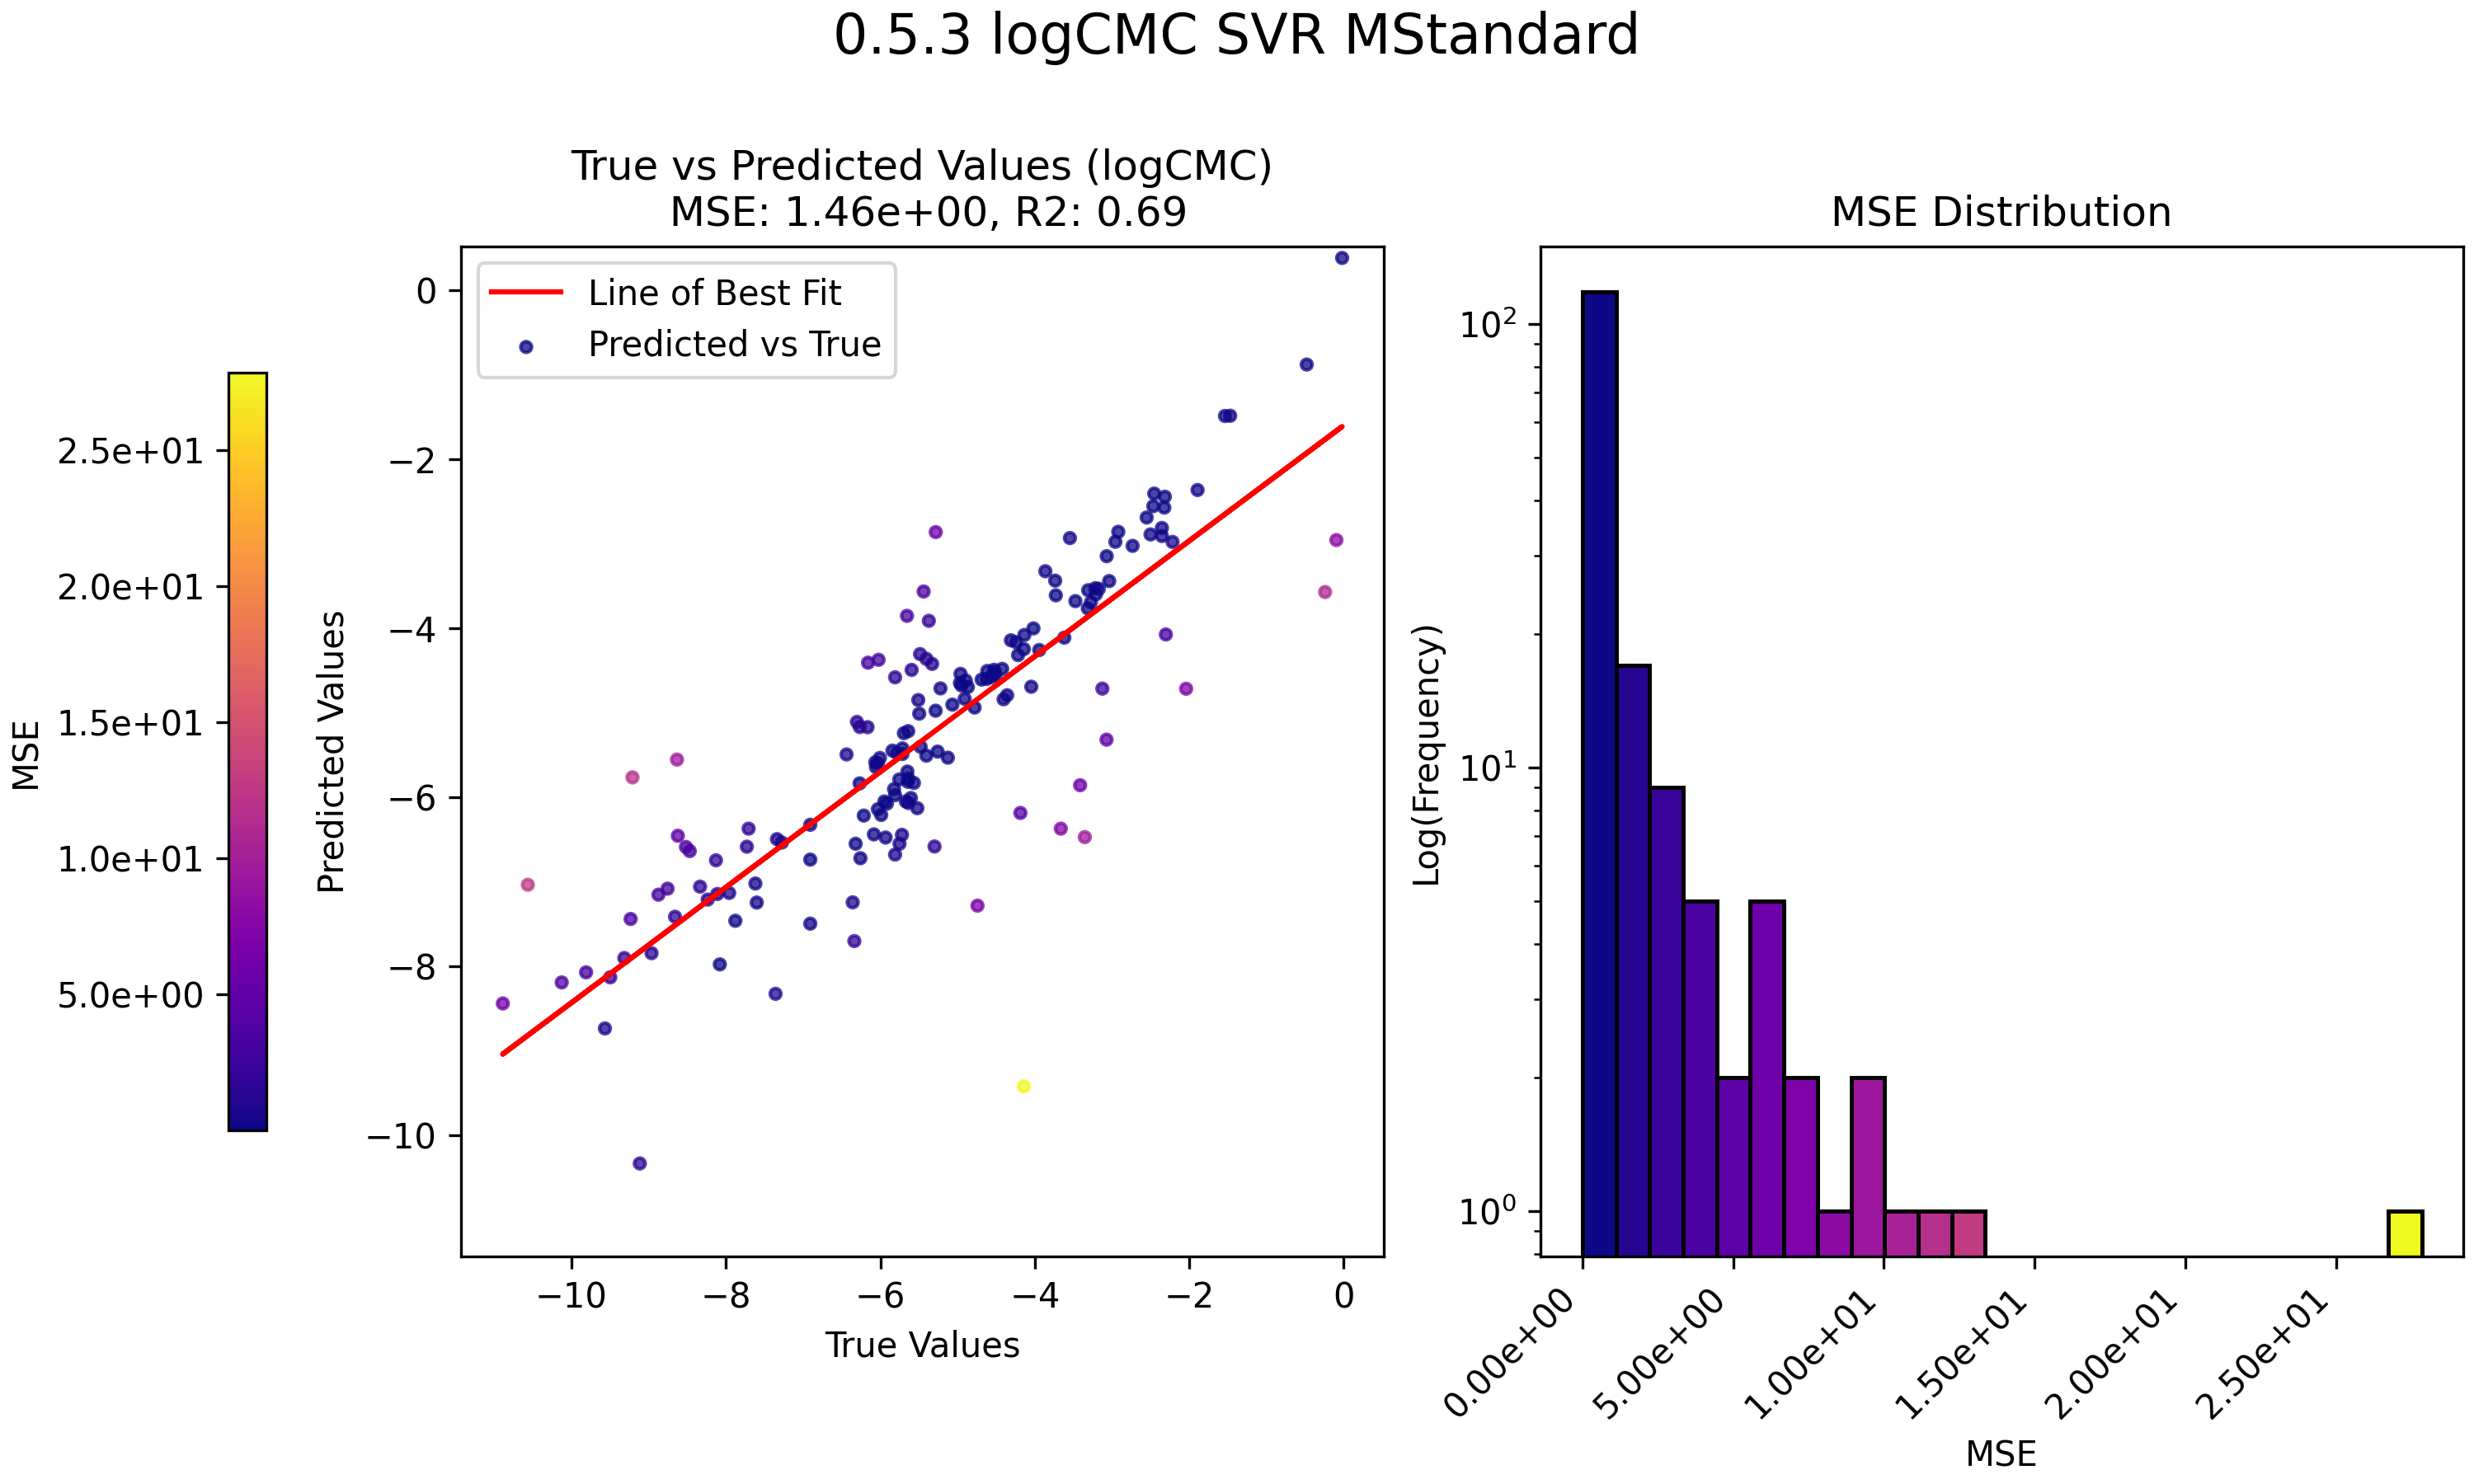 0.5.3 logCMC SVR MStandard
True vs Predicted Values (logCMC)
MSE: 1.46e+00, R2: 0.69
MSE Distribution
Line of Best Fit
Predicted vs True
MSE
2.5e+01
2.0e+01
1.5e+01
1.0e+01
5.0e+00
Predicted Values
0
−2
−4
−6
−8
−10
−10 −8 −6 −4 −2 0
True Values
Log(Frequency)
10²
10¹
10⁰
0.00e+00 5.00e+00 1.00e+01 1.50e+01 2.00e+01 2.50e+01
MSE